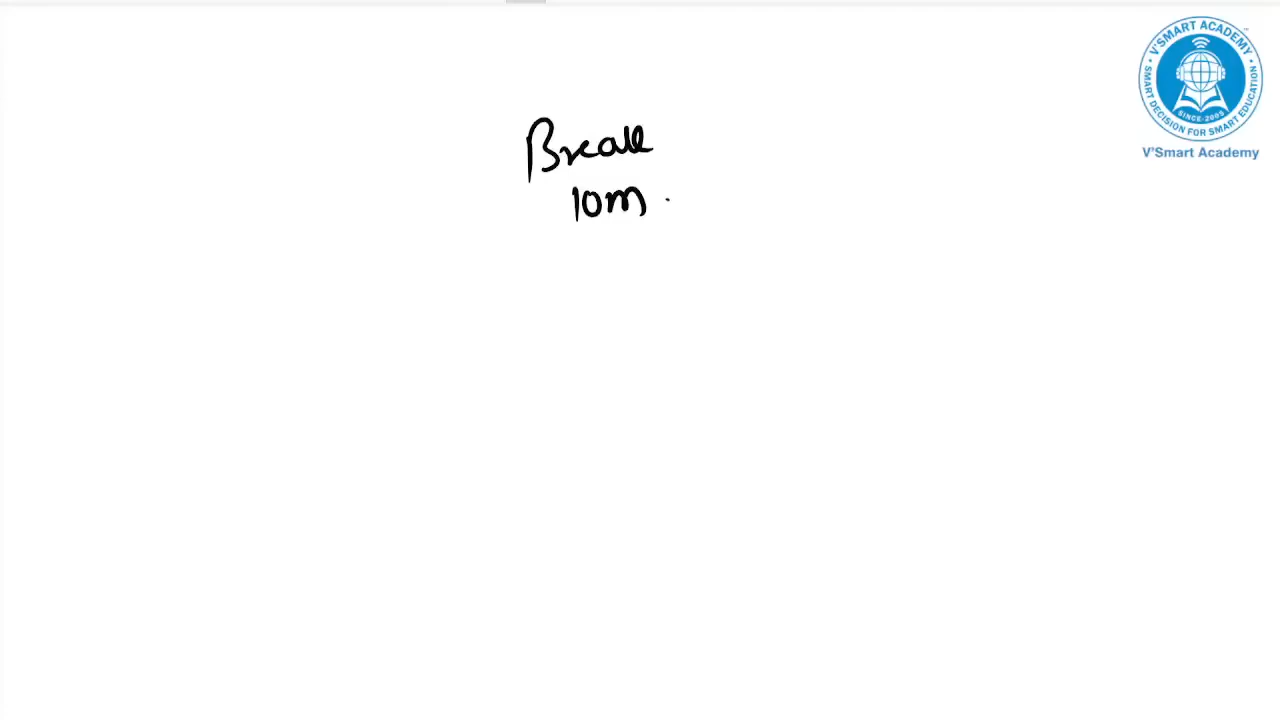 V'SMART ACADEMY
SINCE-2005
SMART DECISION FOR SMART EDUCATION
V'Smart Academy
Break
10m .